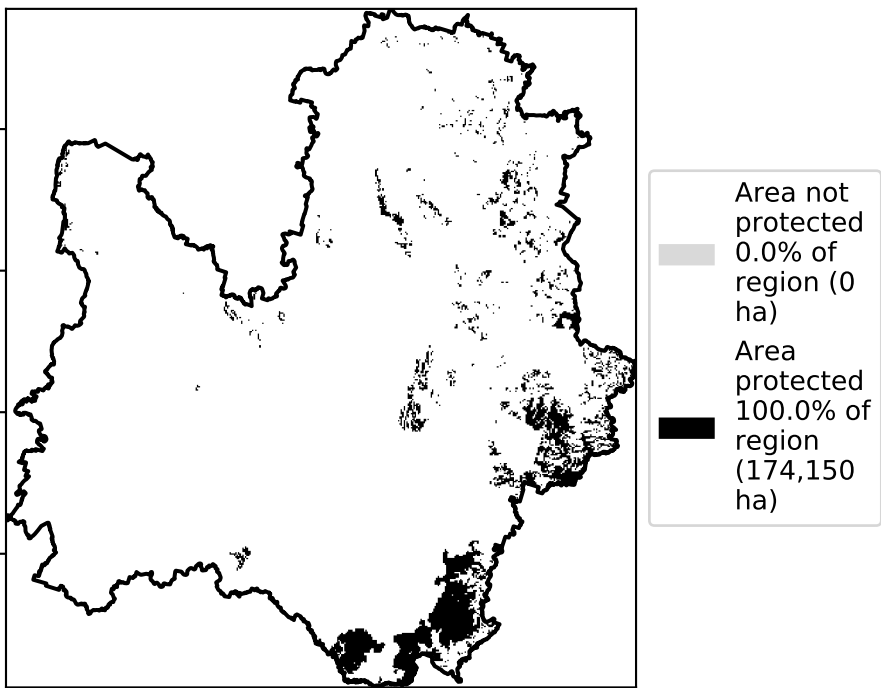 Area not
protected
0.0% of
region (0
ha)
Area
protected
100.0% of
region
(174,150
ha)